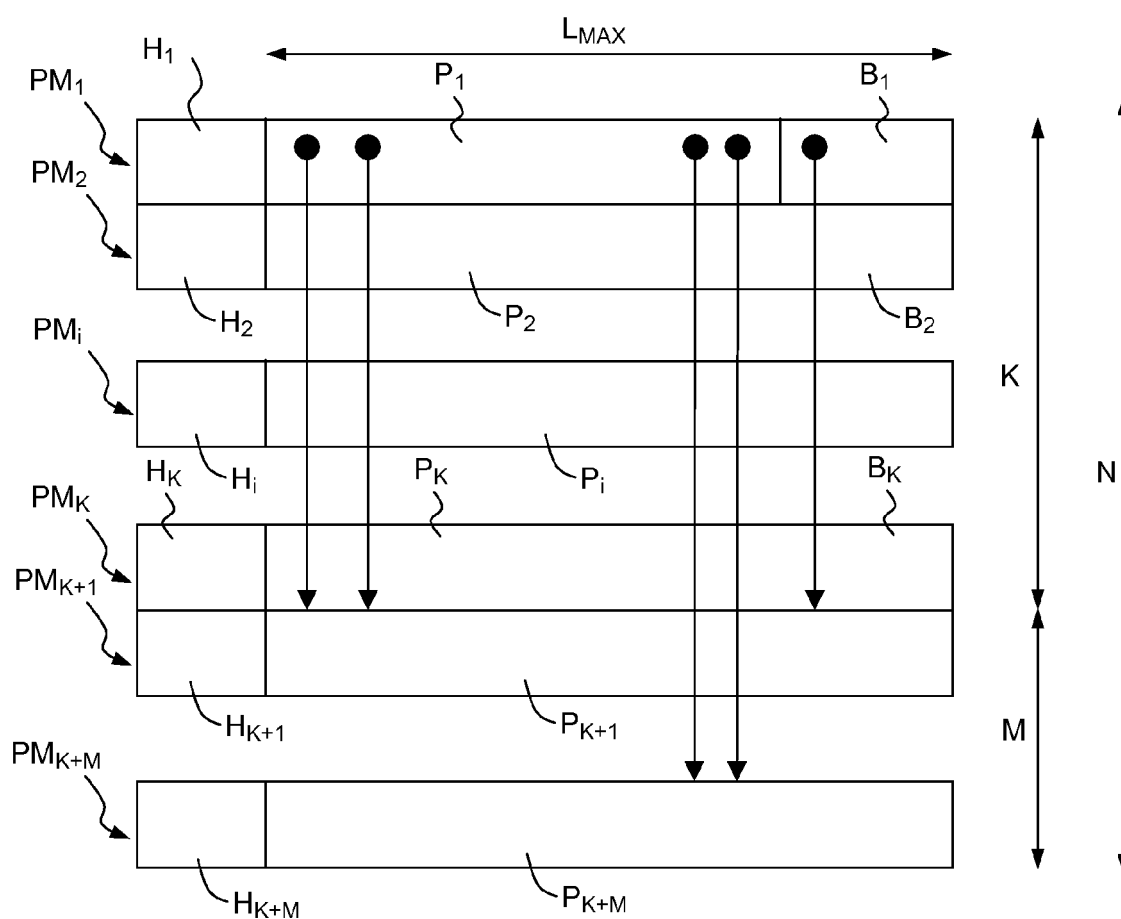 L_MAX
H_1 P_1 B_1
PM_1
PM_2
H_2 P_2 B_2
PM_i
K
H_i P_i
N
H_K P_K B_K
PM_K
PM_K+1
H_K+1 P_K+1
M
PM_K+M
H_K+M P_K+M